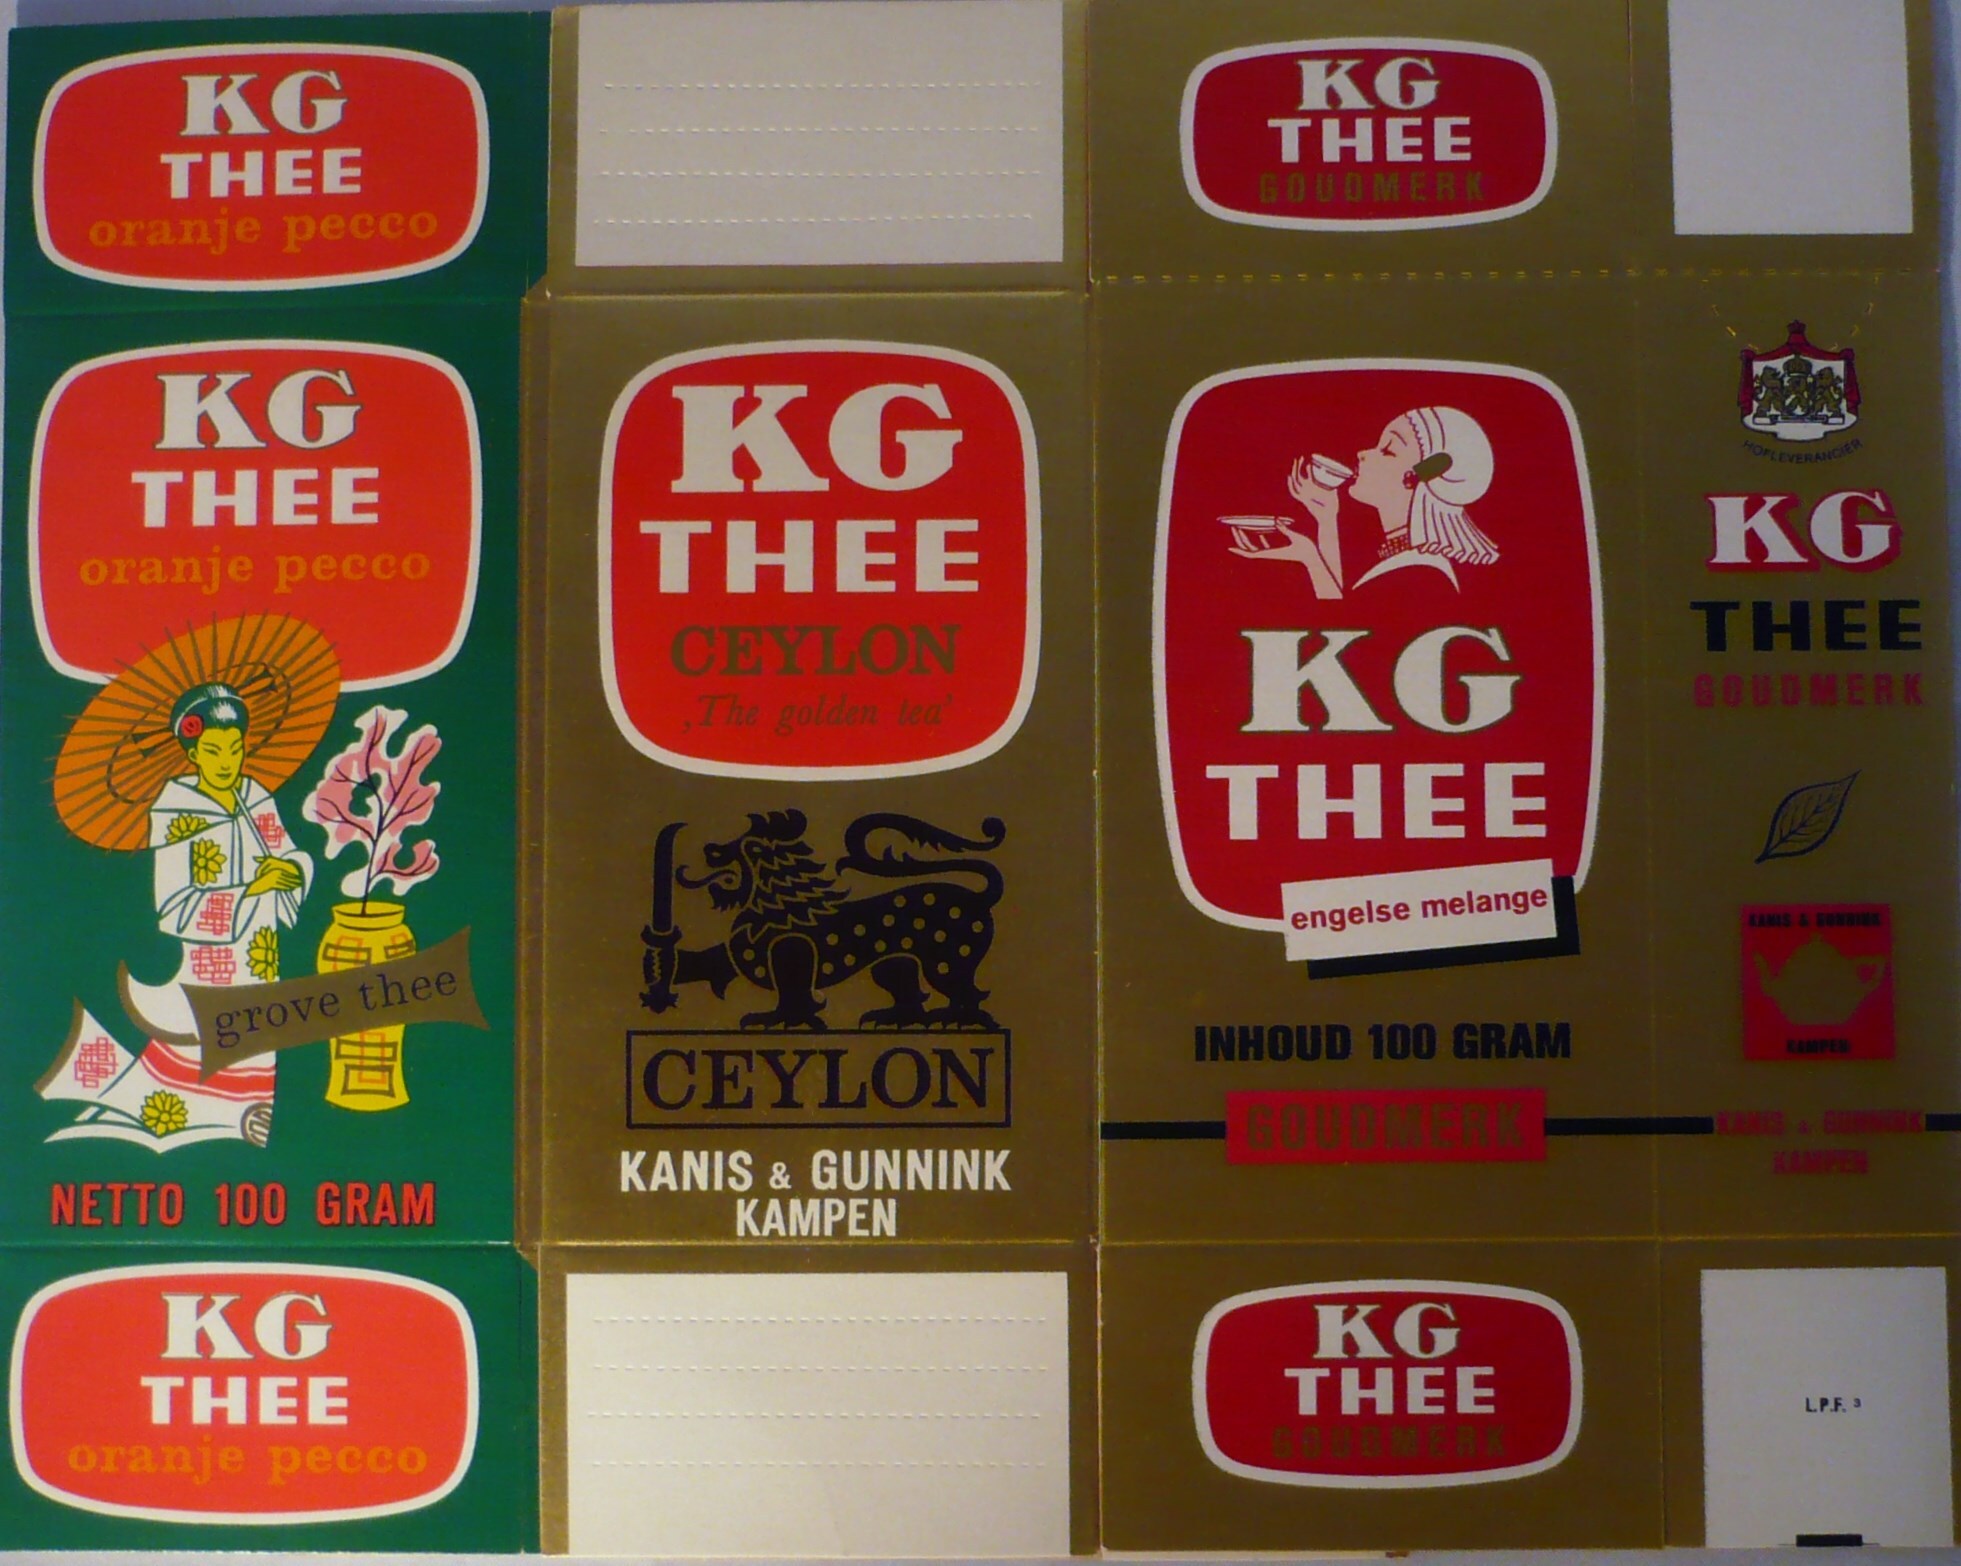 KG
THEE
oranje pecco
KG
THEE
oranje pecco
grove thee
NETTO 100 GRAM
KG
THEE
oranje pecco
KG
THEE
CEYLON
‚The golden tea’
CEYLON
KANIS & GUNNINK
KAMPEN
KG
THEE
GOUDMERK
KG
THEE
engelse melange
INHOUD 100 GRAM
GOUDMERK
KG
THEE
GOUDMERK
HOFLEVERANCIER
KG
THEE
GOUDMERK
KANIS & GUNNINK
KAMPEN
KANIS & GUNNINK
KAMPEN
L.P.F. 3